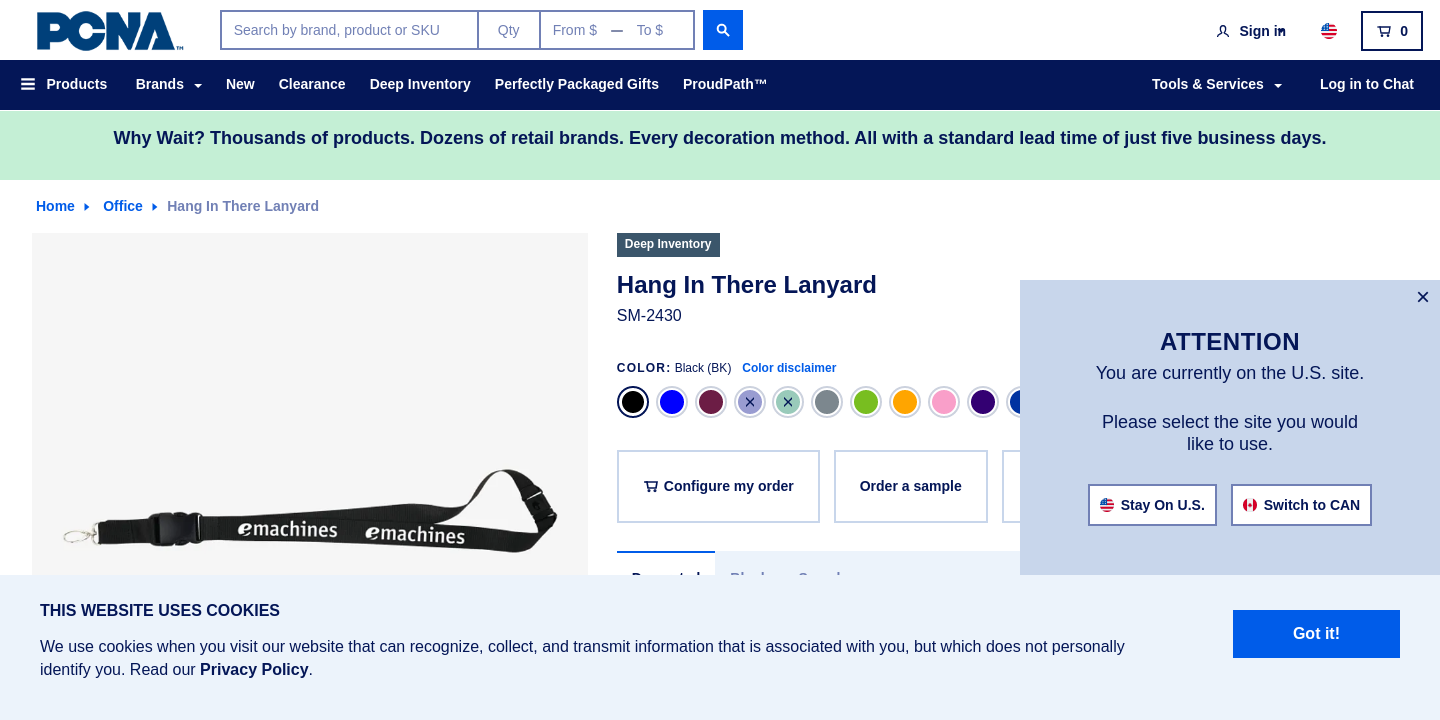 PCNA™
Search by brand, product or SKU
Qty
From $ — To $
Sign in
0
Products
Brands
New
Clearance
Deep Inventory
Perfectly Packaged Gifts
ProudPath™
Tools & Services
Log in to Chat
Why Wait? Thousands of products. Dozens of retail brands. Every decoration method. All with a standard lead time of just five business days.
Home
Office
Hang In There Lanyard
Deep Inventory
Hang In There Lanyard
SM-2430
COLOR: Black (BK) Color disclaimer
Configure my order
Order a sample
emachines
emachines
×
ATTENTION
You are currently on the U.S. site.
Please select the site you would
like to use.
Stay On U.S.
Switch to CAN
THIS WEBSITE USES COOKIES
We use cookies when you visit our website that can recognize, collect, and transmit information that is associated with you, but which does not personally
identify you. Read our Privacy Policy.
Got it!